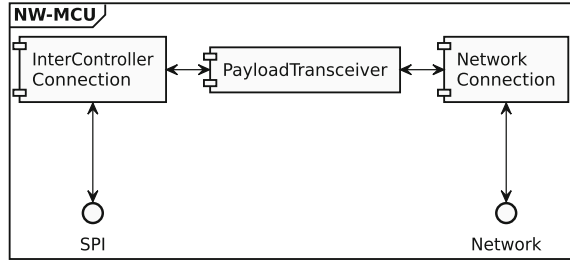 NW-MCU
InterController
Connection
PayloadTransceiver
Network
Connection
SPI
Network